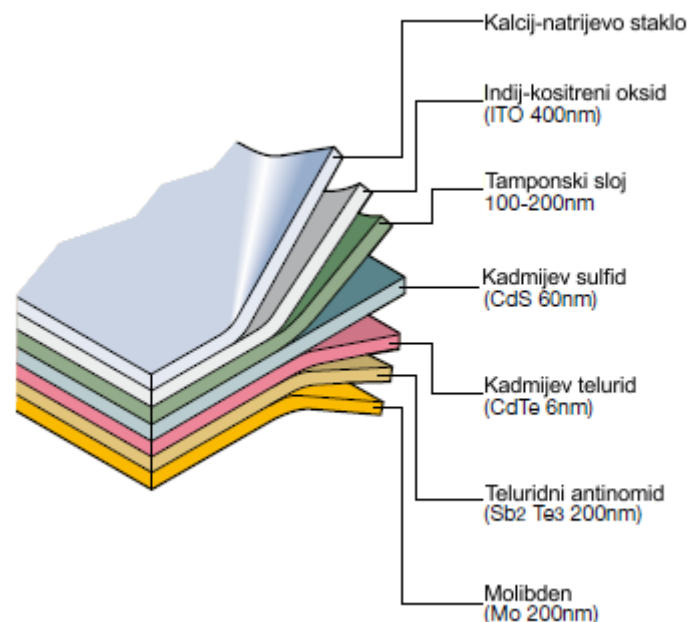 Kalcij-natrijevo staklo
Indij-kositreni oksid
(ITO 400nm)
Tamponski sloj
100-200nm
Kadmijev sulfid
(CdS 60nm)
Kadmijev telurid
(CdTe 6nm)
Teluridni antinomid
(Sb2 Te3 200nm)
Molibden
(Mo 200nm)